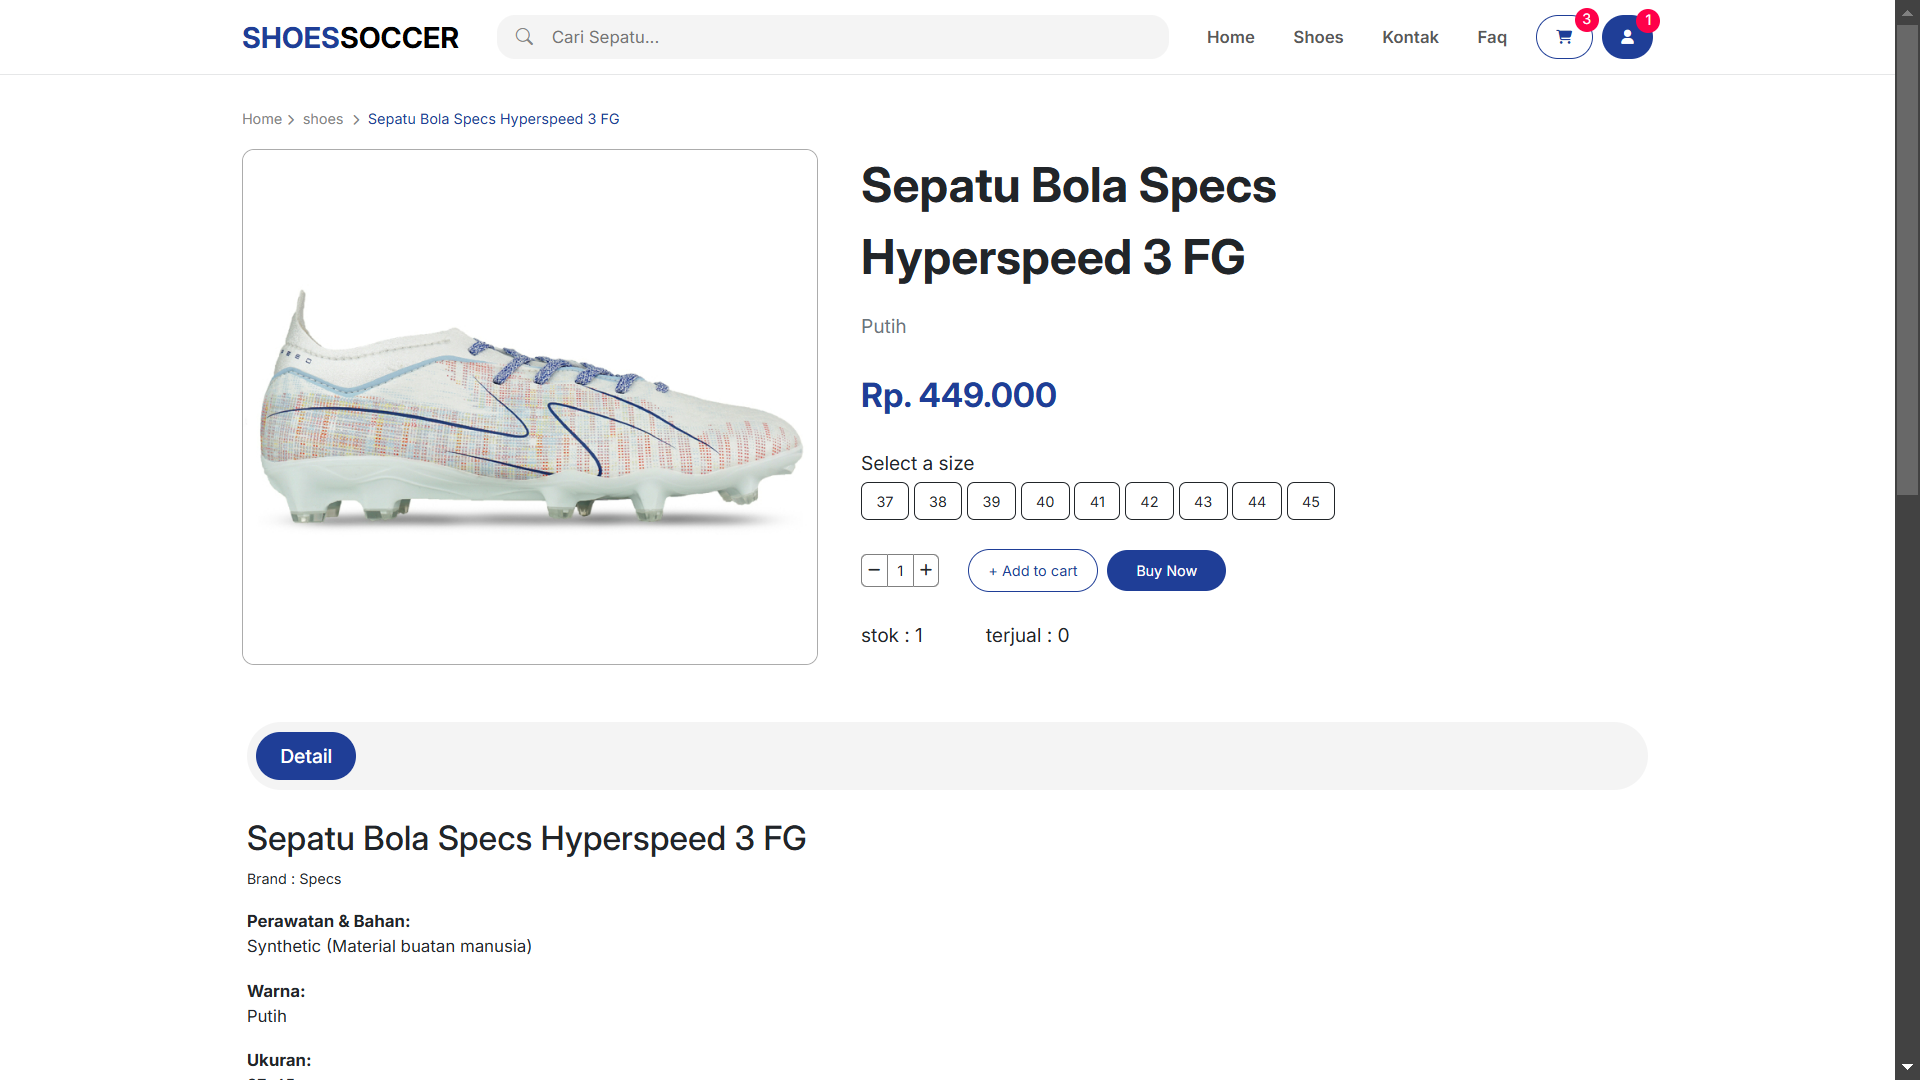 SHOESSOCCER
Cari Sepatu...
Home
Shoes
Kontak
Faq
3
1
Home
shoes
Sepatu Bola Specs Hyperspeed 3 FG
Sepatu Bola Specs
Hyperspeed 3 FG
Putih
Rp. 449.000
Select a size
37 38 39 40 41 42 43 44 45
− 1 +
+ Add to cart
Buy Now
stok : 1
terjual : 0
Detail
Sepatu Bola Specs Hyperspeed 3 FG
Brand : Specs
Perawatan & Bahan:
Synthetic (Material buatan manusia)
Warna:
Putih
Ukuran: